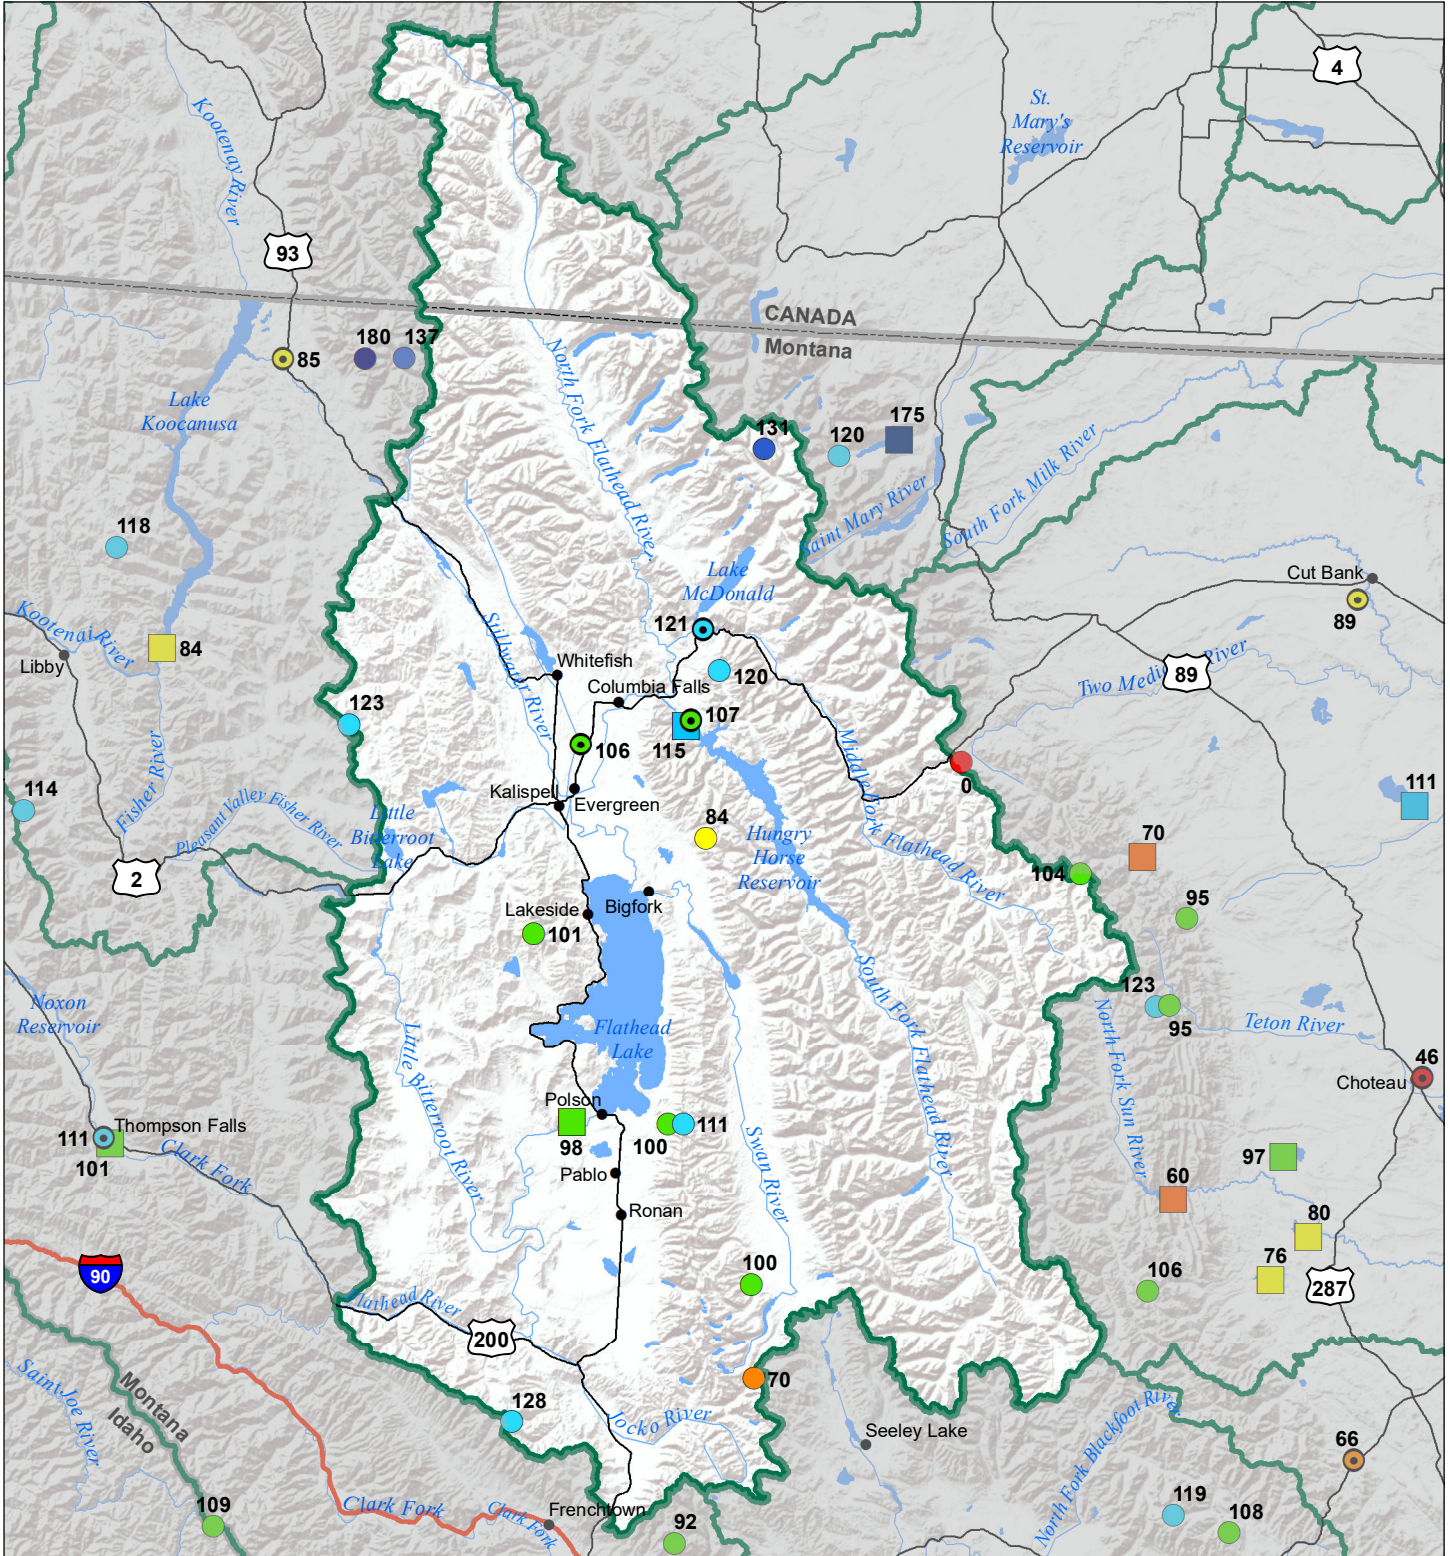 4
St.
Mary's
Reservoir
Kootenay River
93
CANADA
Montana
85
180
137
North Fork Flathead River
Lake
Koocanusa
131
120
175
South Fork Milk River
Saint Mary River
118
Cut Bank
89
Lake
McDonald
121
Kootenai River
Libby
84
Stillwater River
Whitefish
Columbia Falls
120
Two Medi River
89
123
107
115
106
Middle Fork Flathead River
0
114
Fisher River
Pleasant Valley Fisher River
Kalispell
Evergreen
Little
Bitterroot
Lake
84
Hungry
Horse
Reservoir
111
2
70
104
95
Lakeside
Bigfork
101
South Fork Flathead River
Noxon
Reservoir
123
95
Teton River
North Fork Sun River
Flathead
Lake
Little Bitterroot River
46
Choteau
Polson
98
100
111
Thompson Falls
111
101
Clark Fork
Swan River
Pablo
97
60
Ronan
80
76
90
100
106
287
Flathead River
200
70
Saint Joe River
Montana
Idaho
128
Jocko River
Seeley Lake
North Fork Blackfoot River
66
109
Clark Fork
Clark Fork
Frenchtown
92
119
108